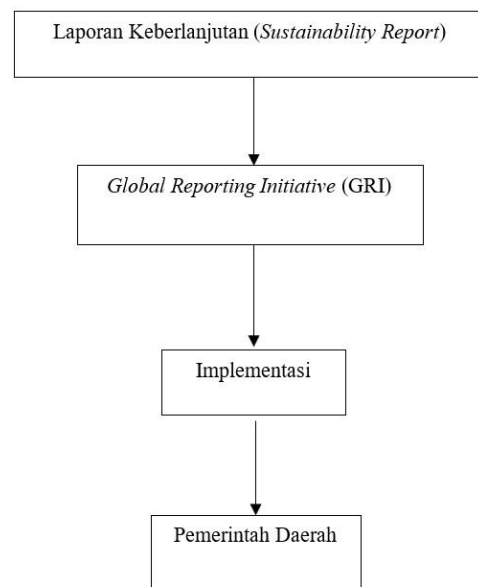 Laporan Keberlanjutan (Sustainability Report)
Global Reporting Initiative (GRI)
Implementasi
Pemerintah Daerah